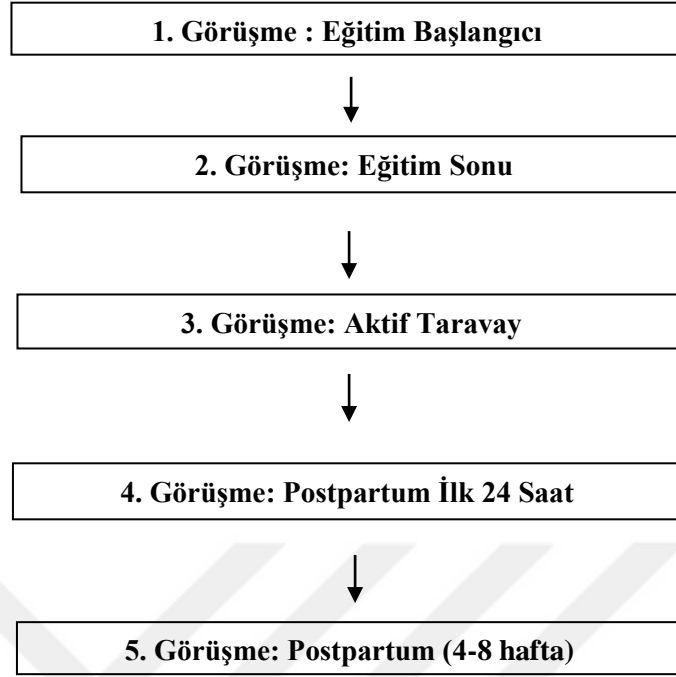 1. Görüşme : Eğitim Başlangıcı
2. Görüşme: Eğitim Sonu
3. Görüşme: Aktif Taravay
4. Görüşme: Postpartum İlk 24 Saat
5. Görüşme: Postpartum (4-8 hafta)